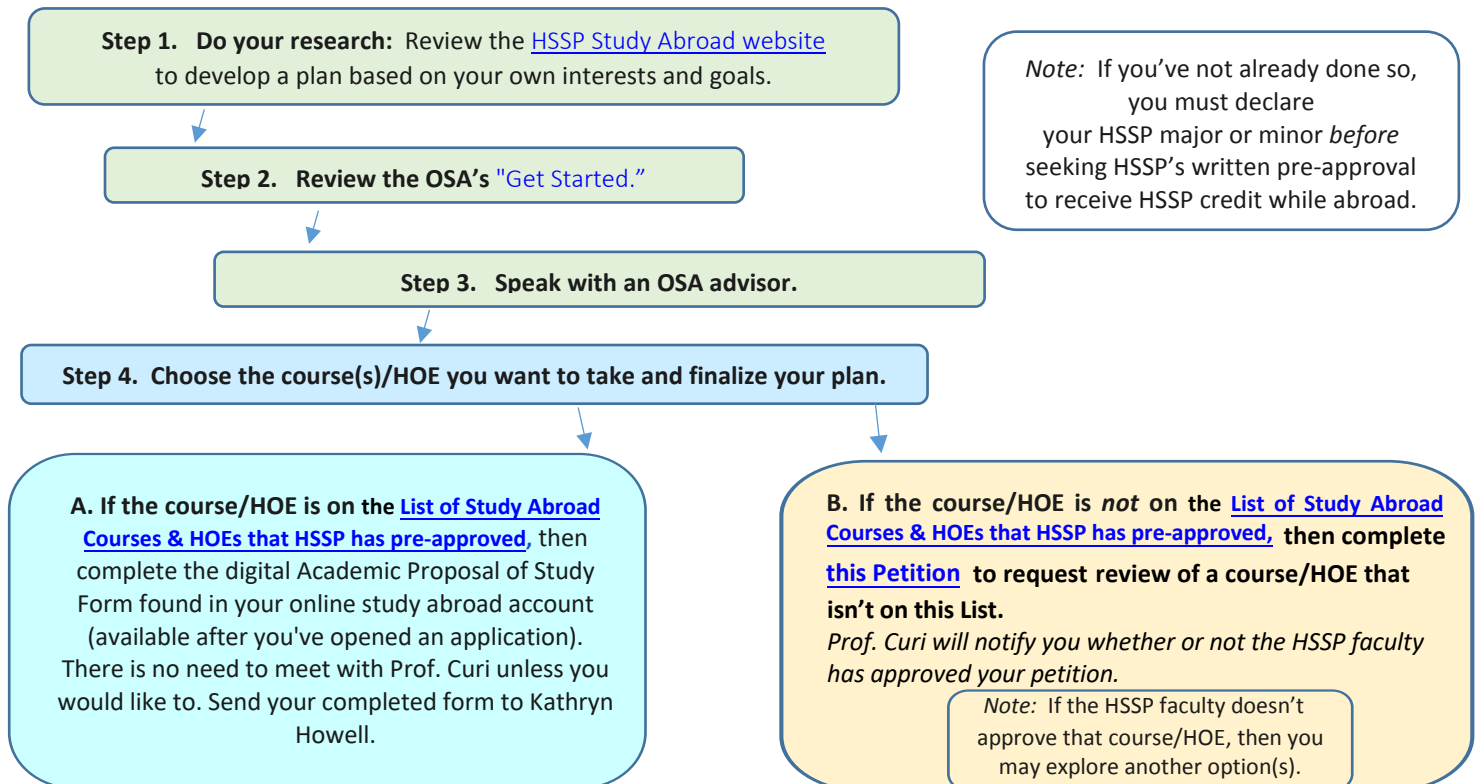 Step 1. Do your research: Review the HSSP Study Abroad website
to develop a plan based on your own interests and goals.
Note: If you’ve not already done so,
you must declare
your HSSP major or minor before
seeking HSSP’s written pre-approval
to receive HSSP credit while abroad.
Step 2. Review the OSA’s "Get Started.”
Step 3. Speak with an OSA advisor.
Step 4. Choose the course(s)/HOE you want to take and finalize your plan.
A. If the course/HOE is on the List of Study Abroad
Courses & HOEs that HSSP has pre-approved, then
complete the digital Academic Proposal of Study
Form found in your online study abroad account
(available after you've opened an application).
There is no need to meet with Prof. Curi unless you
would like to. Send your completed form to Kathryn
Howell.
B. If the course/HOE is not on the List of Study Abroad
Courses & HOEs that HSSP has pre-approved, then complete
this Petition to request review of a course/HOE that
isn’t on this List.
Prof. Curi will notify you whether or not the HSSP faculty
has approved your petition.
Note: If the HSSP faculty doesn’t
approve that course/HOE, then you
may explore another option(s).